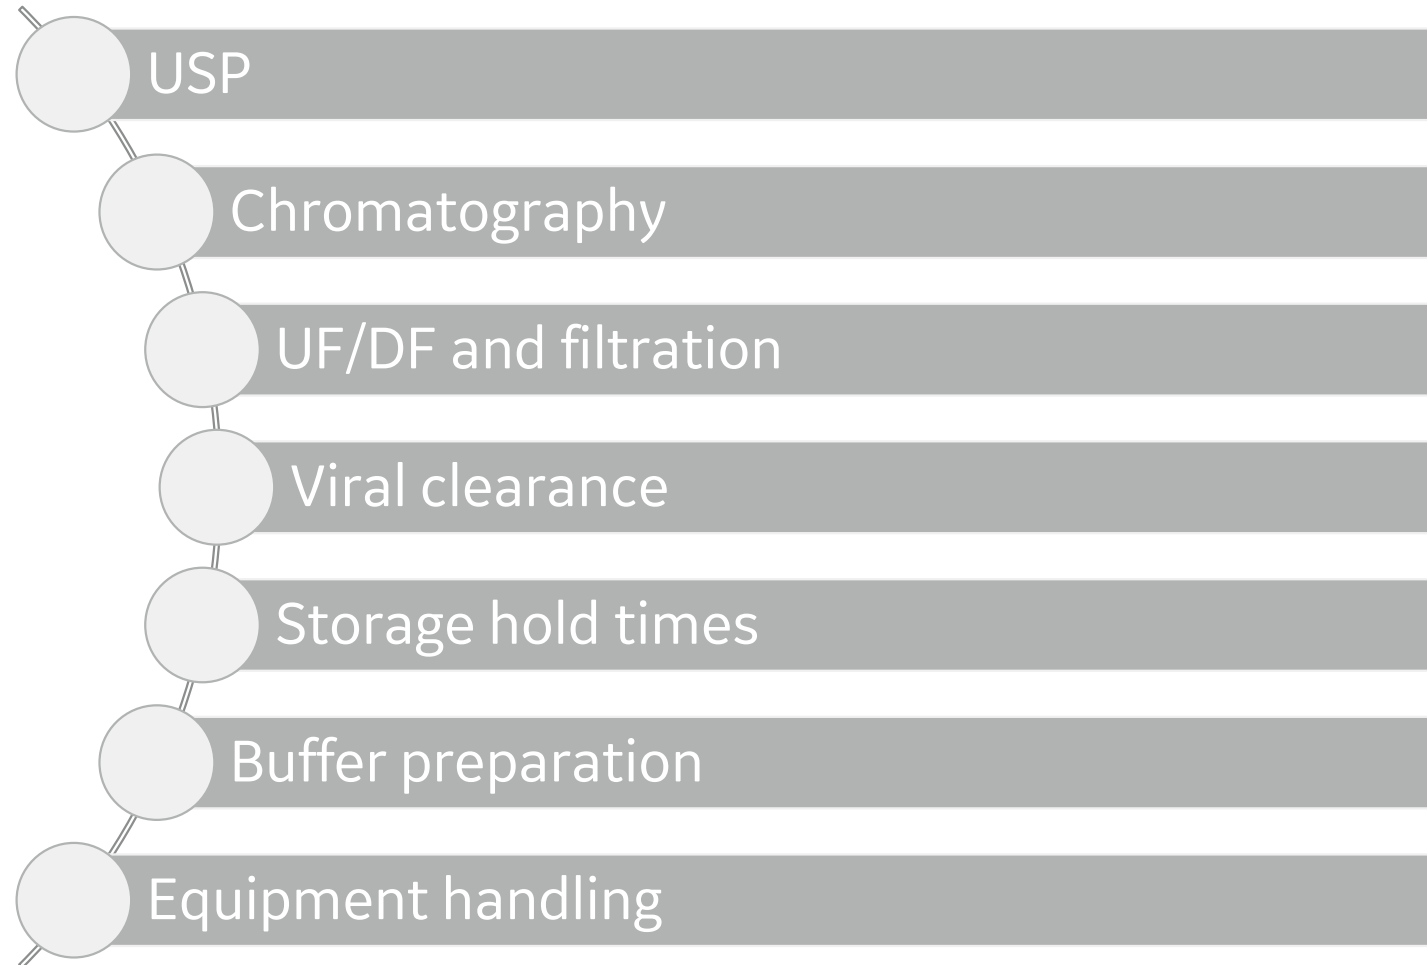 USP
Chromatography
UF/DF and filtration
Viral clearance
Storage hold times
Buffer preparation
Equipment handling